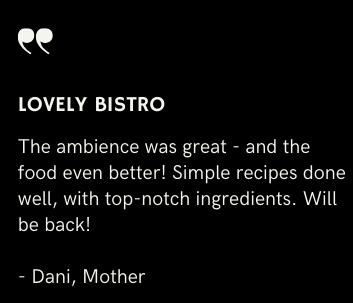 ❟❟
LOVELY BISTRO
The ambience was great - and the
food even better! Simple recipes done
well, with top-notch ingredients. Will
be back!
- Dani, Mother